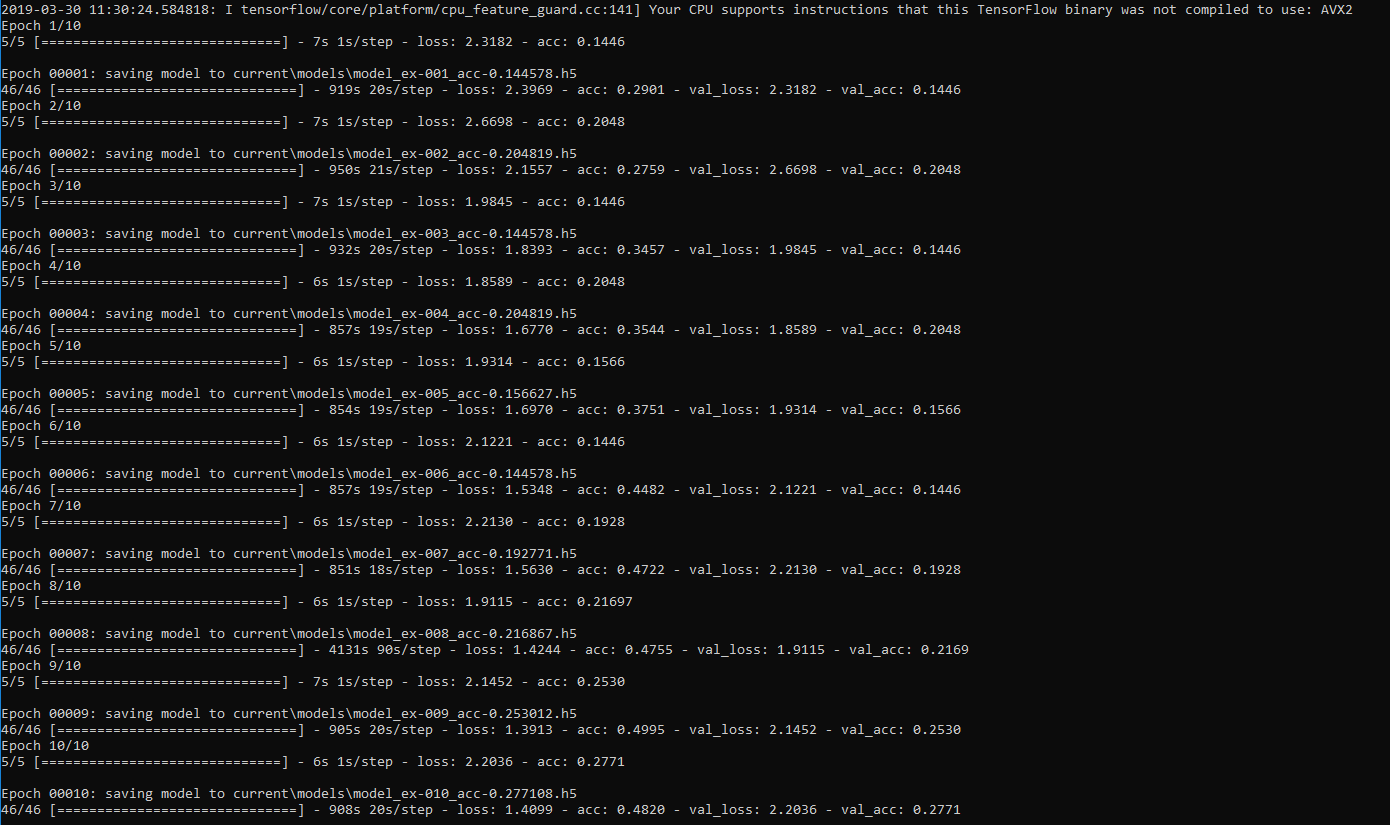 2019-03-30 11:30:24.584818: I tensorflow/core/platform/cpu_feature_guard.cc:141] Your CPU supports instructions that this TensorFlow binary was not compiled to use: AVX2
Epoch 1/10
5/5 [==============================] - 7s 1s/step - loss: 2.3182 - acc: 0.1446

Epoch 00001: saving model to current\models\model_ex-001_acc-0.144578.h5
46/46 [==============================] - 919s 20s/step - loss: 2.3969 - acc: 0.2901 - val_loss: 2.3182 - val_acc: 0.1446
Epoch 2/10
5/5 [==============================] - 7s 1s/step - loss: 2.6698 - acc: 0.2048

Epoch 00002: saving model to current\models\model_ex-002_acc-0.204819.h5
46/46 [==============================] - 950s 21s/step - loss: 2.1557 - acc: 0.2759 - val_loss: 2.6698 - val_acc: 0.2048
Epoch 3/10
5/5 [==============================] - 7s 1s/step - loss: 1.9845 - acc: 0.1446

Epoch 00003: saving model to current\models\model_ex-003_acc-0.144578.h5
46/46 [==============================] - 932s 20s/step - loss: 1.8393 - acc: 0.3457 - val_loss: 1.9845 - val_acc: 0.1446
Epoch 4/10
5/5 [==============================] - 6s 1s/step - loss: 1.8589 - acc: 0.2048

Epoch 00004: saving model to current\models\model_ex-004_acc-0.204819.h5
46/46 [==============================] - 857s 19s/step - loss: 1.6770 - acc: 0.3544 - val_loss: 1.8589 - val_acc: 0.2048
Epoch 5/10
5/5 [==============================] - 6s 1s/step - loss: 1.9314 - acc: 0.1566

Epoch 00005: saving model to current\models\model_ex-005_acc-0.156627.h5
46/46 [==============================] - 854s 19s/step - loss: 1.6970 - acc: 0.3751 - val_loss: 1.9314 - val_acc: 0.1566
Epoch 6/10
5/5 [==============================] - 6s 1s/step - loss: 2.1221 - acc: 0.1446

Epoch 00006: saving model to current\models\model_ex-006_acc-0.144578.h5
46/46 [==============================] - 857s 19s/step - loss: 1.5348 - acc: 0.4482 - val_loss: 2.1221 - val_acc: 0.1446
Epoch 7/10
5/5 [==============================] - 6s 1s/step - loss: 2.2130 - acc: 0.1928

Epoch 00007: saving model to current\models\model_ex-007_acc-0.192771.h5
46/46 [==============================] - 851s 18s/step - loss: 1.5630 - acc: 0.4722 - val_loss: 2.2130 - val_acc: 0.1928
Epoch 8/10
5/5 [==============================] - 6s 1s/step - loss: 1.9115 - acc: 0.21697

Epoch 00008: saving model to current\models\model_ex-008_acc-0.216867.h5
46/46 [==============================] - 4131s 90s/step - loss: 1.4244 - acc: 0.4755 - val_loss: 1.9115 - val_acc: 0.2169
Epoch 9/10
5/5 [==============================] - 7s 1s/step - loss: 2.1452 - acc: 0.2530

Epoch 00009: saving model to current\models\model_ex-009_acc-0.253012.h5
46/46 [==============================] - 905s 20s/step - loss: 1.3913 - acc: 0.4995 - val_loss: 2.1452 - val_acc: 0.2530
Epoch 10/10
5/5 [==============================] - 6s 1s/step - loss: 2.2036 - acc: 0.2771

Epoch 00010: saving model to current\models\model_ex-010_acc-0.277108.h5
46/46 [==============================] - 908s 20s/step - loss: 1.4099 - acc: 0.4820 - val_loss: 2.2036 - val_acc: 0.2771